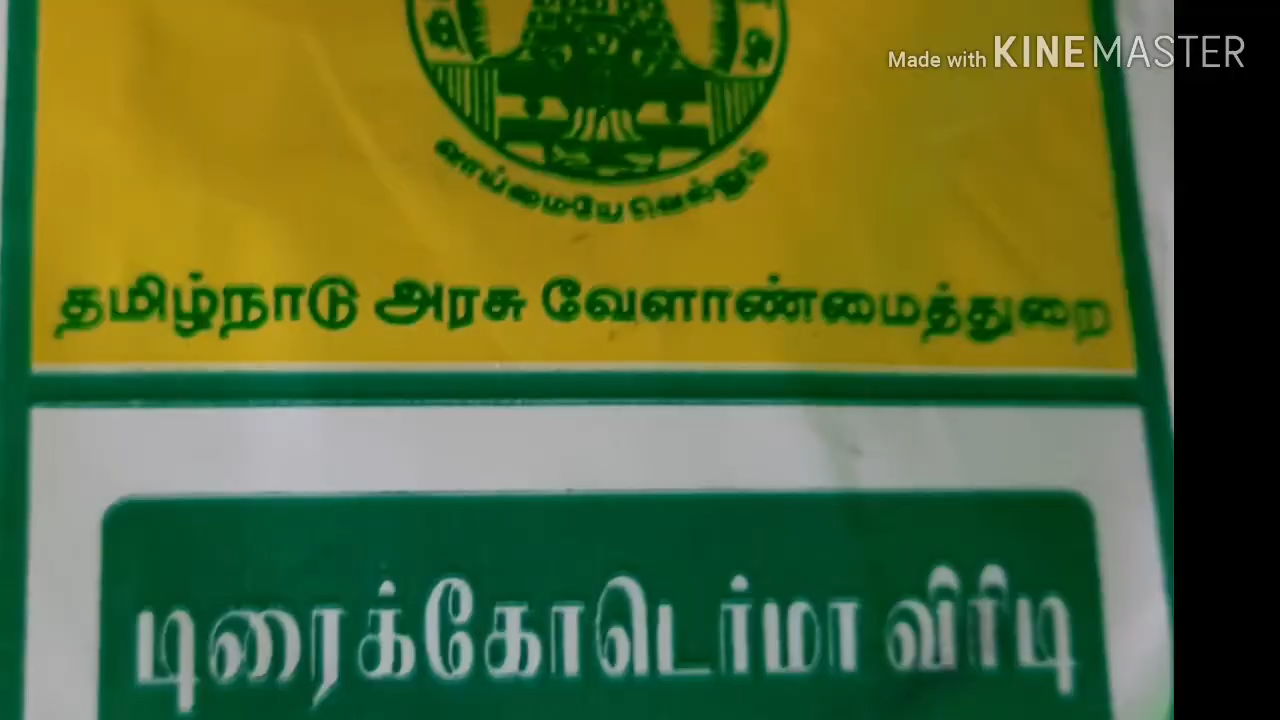 Made with KINEMASTER
வாய்மையே வெல்லும்
தமிழ்நாடு அரசு வேளாண்மைத்துறை
டிரைக்கோடெர்மா விரிடி